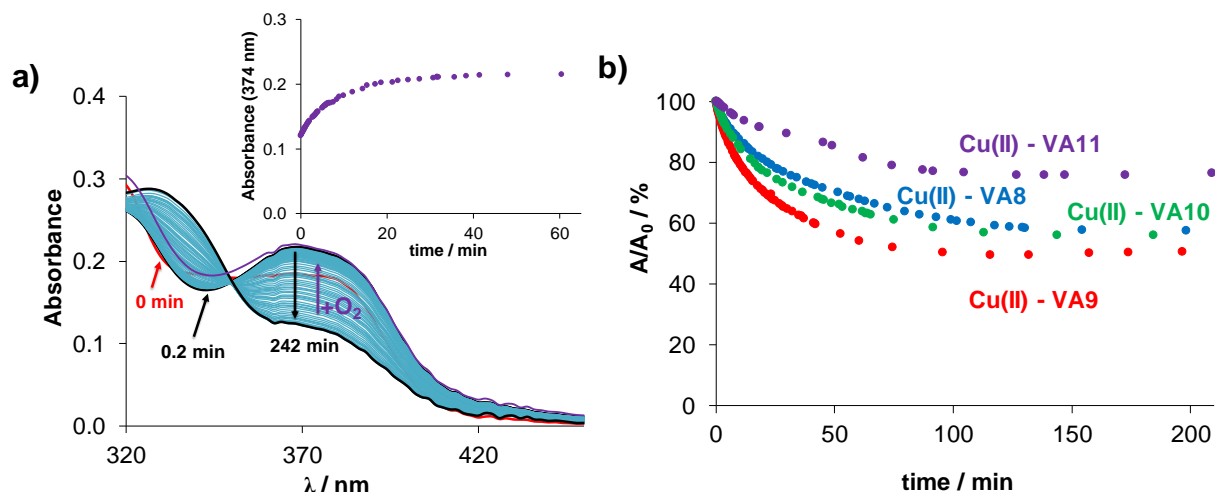 a)
Absorbance
0.4
0.3
0.2
0.1
0.0
320
370
420
λ / nm
0 min
0.2 min
242 min
+O₂
Absorbance (374 nm)
0.3
0.2
0.1
0.0
0
20
40
60
time / min
b)
A/A₀ / %
100
80
60
40
20
0
0
50
100
150
200
time / min
Cu(II) - VA11
Cu(II) - VA8
Cu(II) - VA10
Cu(II) - VA9